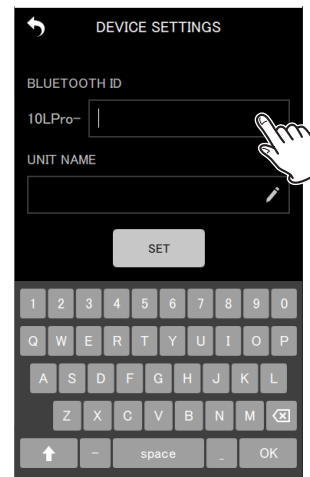 DEVICE SETTINGS
BLUETOOTH ID
10LPro-
UNIT NAME
SET
1 2 3 4 5 6 7 8 9 0
Q W E R T Y U I O P
A S D F G H J K L
Z X C V B N M
- space _ OK